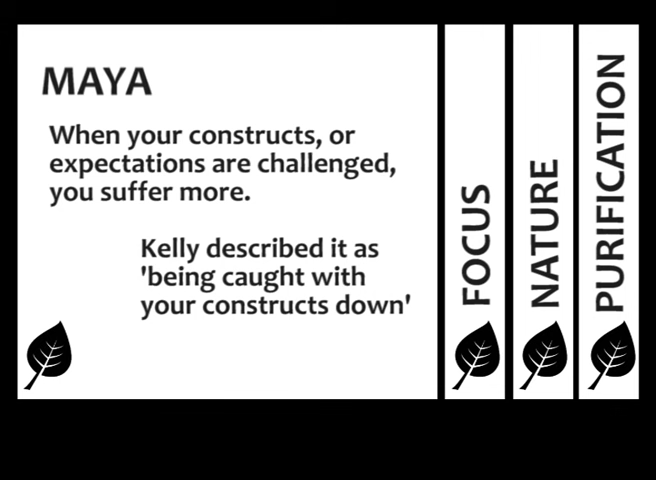 MAYA
When your constructs, or
expectations are challenged,
you suffer more.
Kelly described it as
'being caught with
your constructs down'
FOCUS
NATURE
PURIFICATION